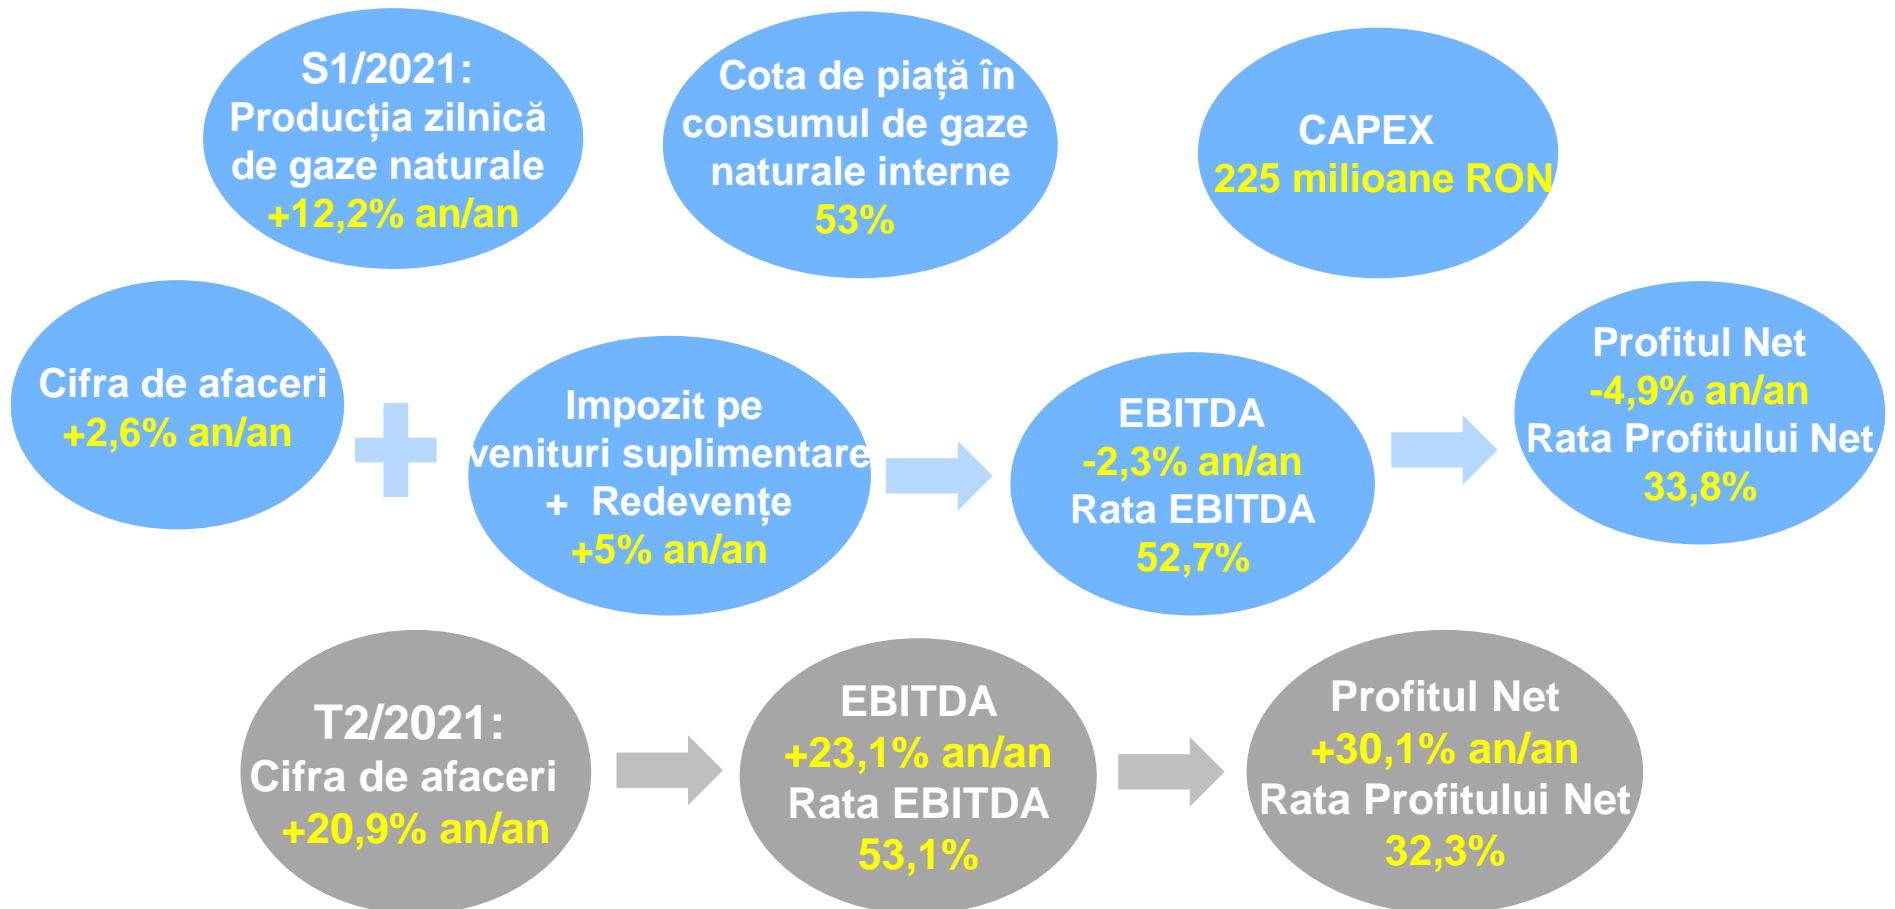 S1/2021:
Producția zilnică
de gaze naturale
+12,2% an/an
Cota de piață în
consumul de gaze
naturale interne
53%
CAPEX
225 milioane RON
Cifra de afaceri
+2,6% an/an
Impozit pe
venituri suplimentare
+ Redevențe
+5% an/an
EBITDA
-2,3% an/an
Rata EBITDA
52,7%
Profitul Net
-4,9% an/an
Rata Profitului Net
33,8%
T2/2021:
Cifra de afaceri
+20,9% an/an
EBITDA
+23,1% an/an
Rata EBITDA
53,1%
Profitul Net
+30,1% an/an
Rata Profitului Net
32,3%